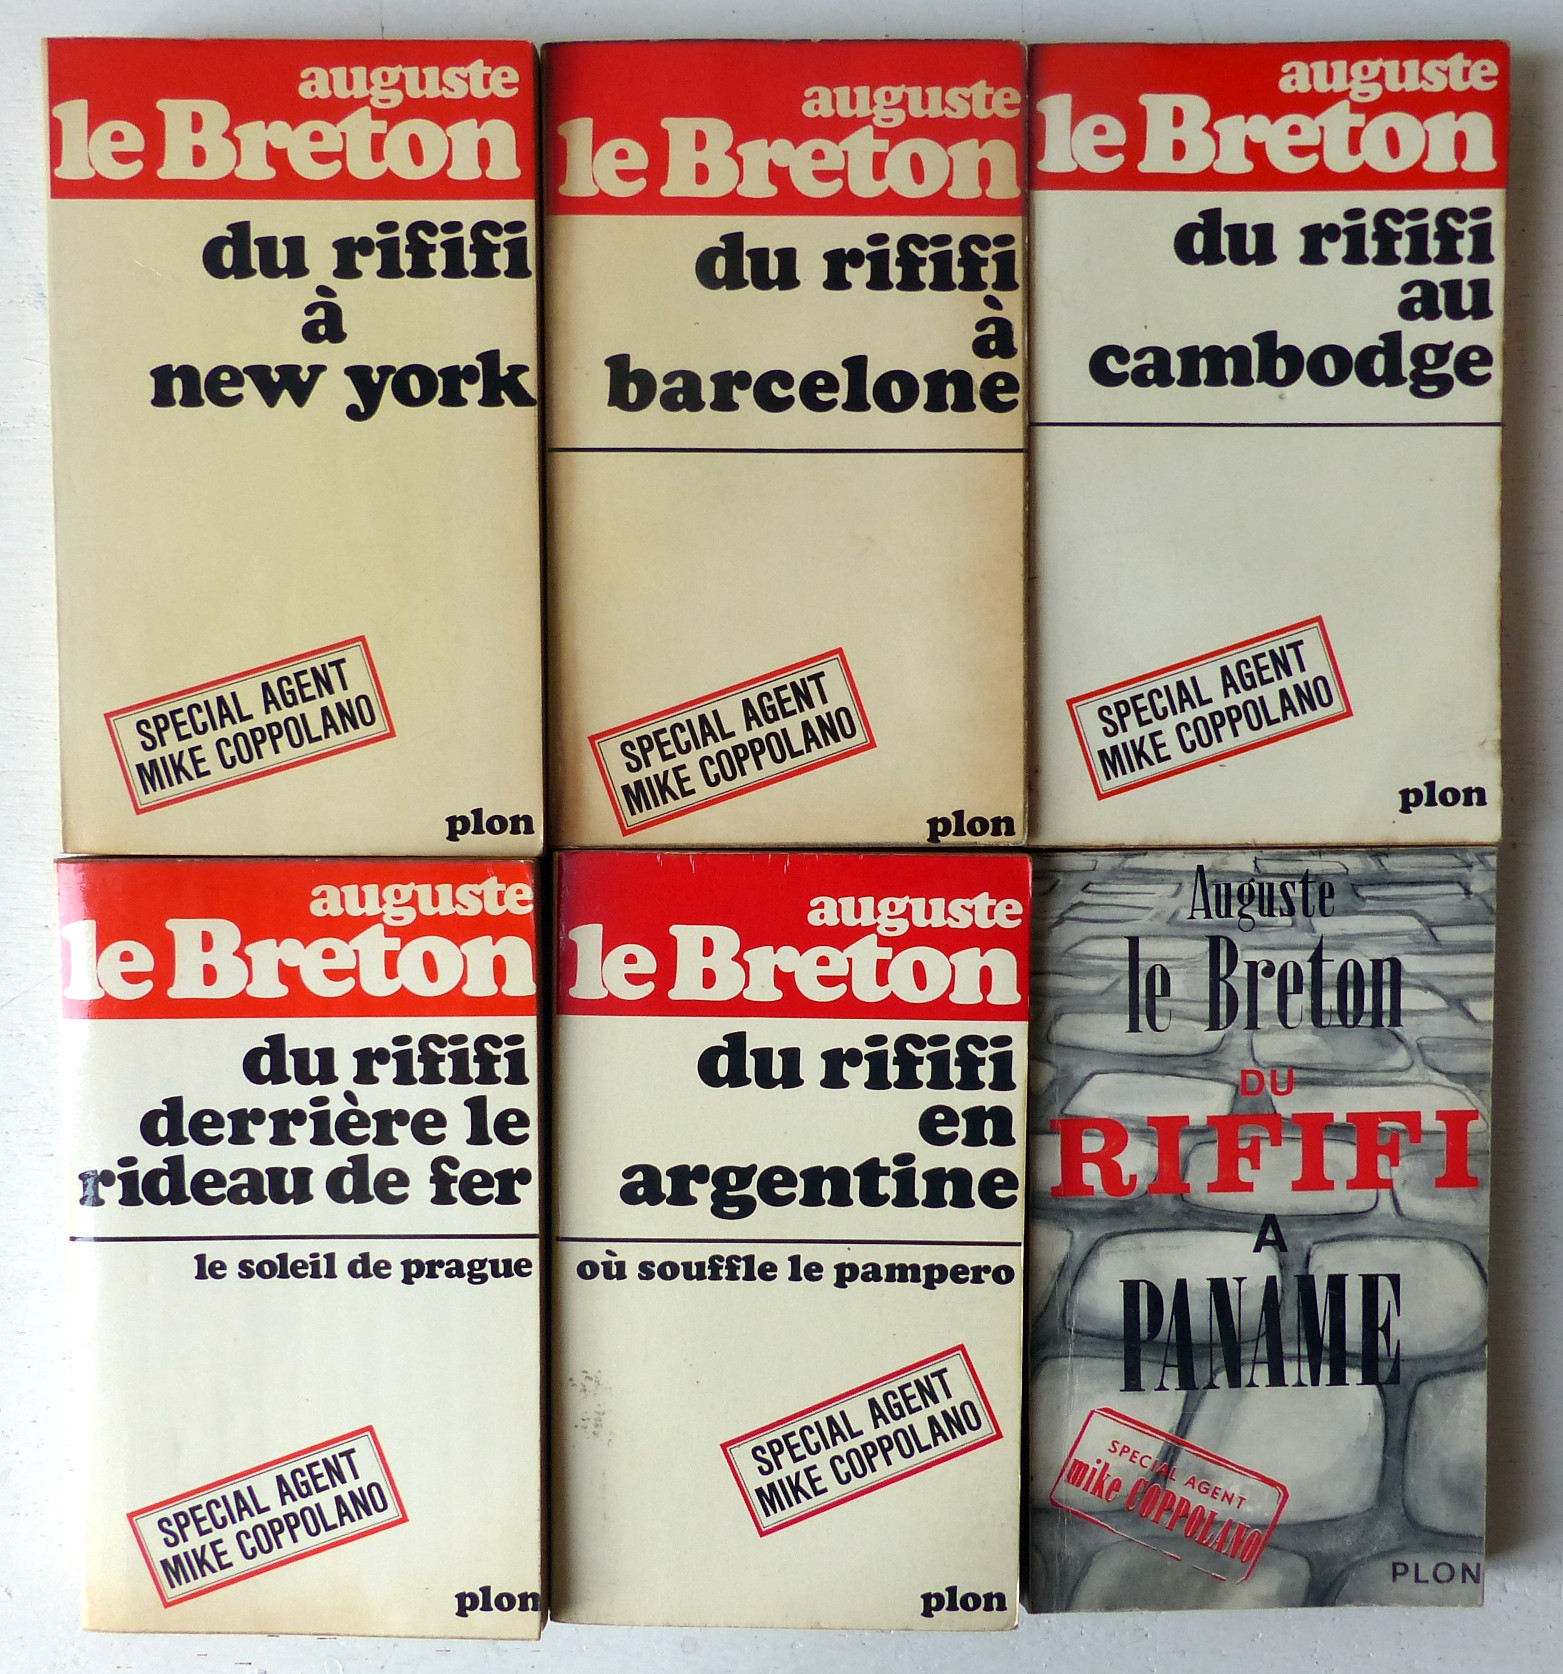 auguste
le Breton
du rififi
à
new york
SPECIAL AGENT
MIKE COPPOLANO
plon
auguste
le Breton
du rififi
à
barcelone
SPECIAL AGENT
MIKE COPPOLANO
plon
auguste
le Breton
du rififi
au
cambodge
SPECIAL AGENT
MIKE COPPOLANO
plon
auguste
le Breton
du rififi
derrière le
rideau de fer
le soleil de prague
SPECIAL AGENT
MIKE COPPOLANO
plon
auguste
le Breton
du rififi
en
argentine
où souffle le pampero
SPECIAL AGENT
MIKE COPPOLANO
plon
Auguste
le Breton
DU
RIFIFI
A
PANAME
SPECIAL AGENT
mike COPPOLANO
PLON